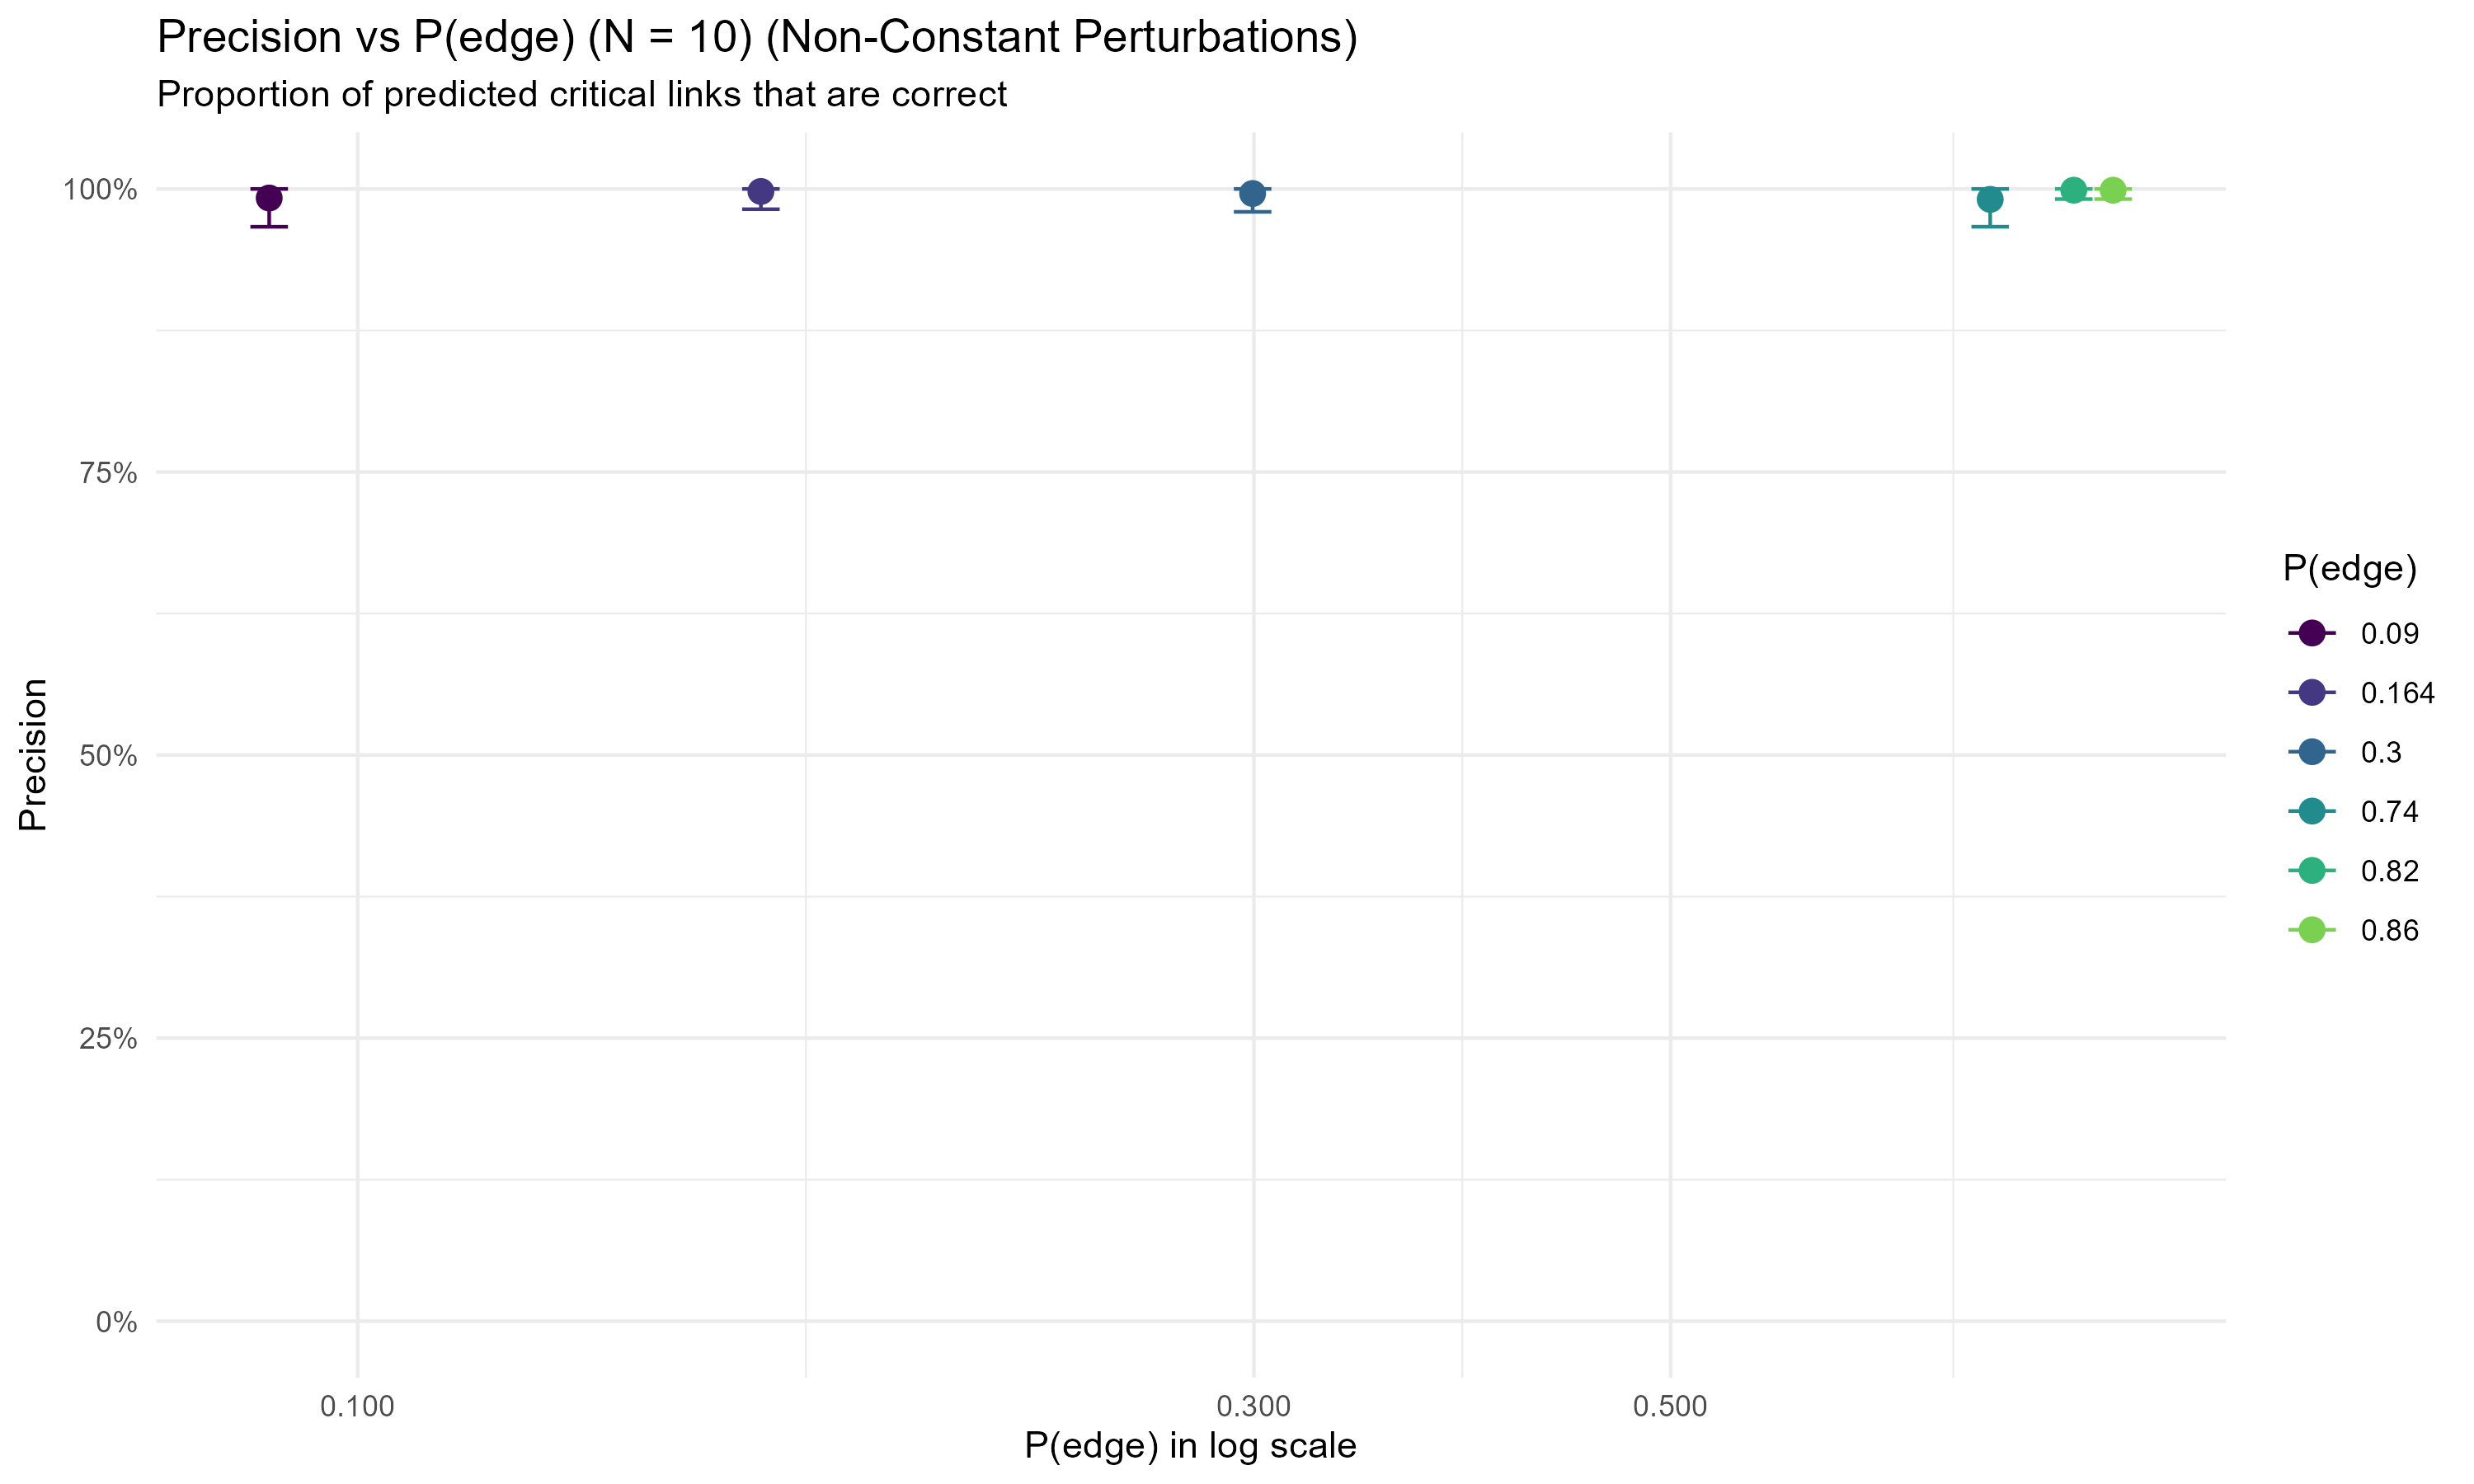 Precision vs P(edge) (N = 10) (Non-Constant Perturbations)
Proportion of predicted critical links that are correct
100%
75%
50%
25%
0%
Precision
0.100
0.300
0.500
P(edge) in log scale
P(edge)
0.09
0.164
0.3
0.74
0.82
0.86